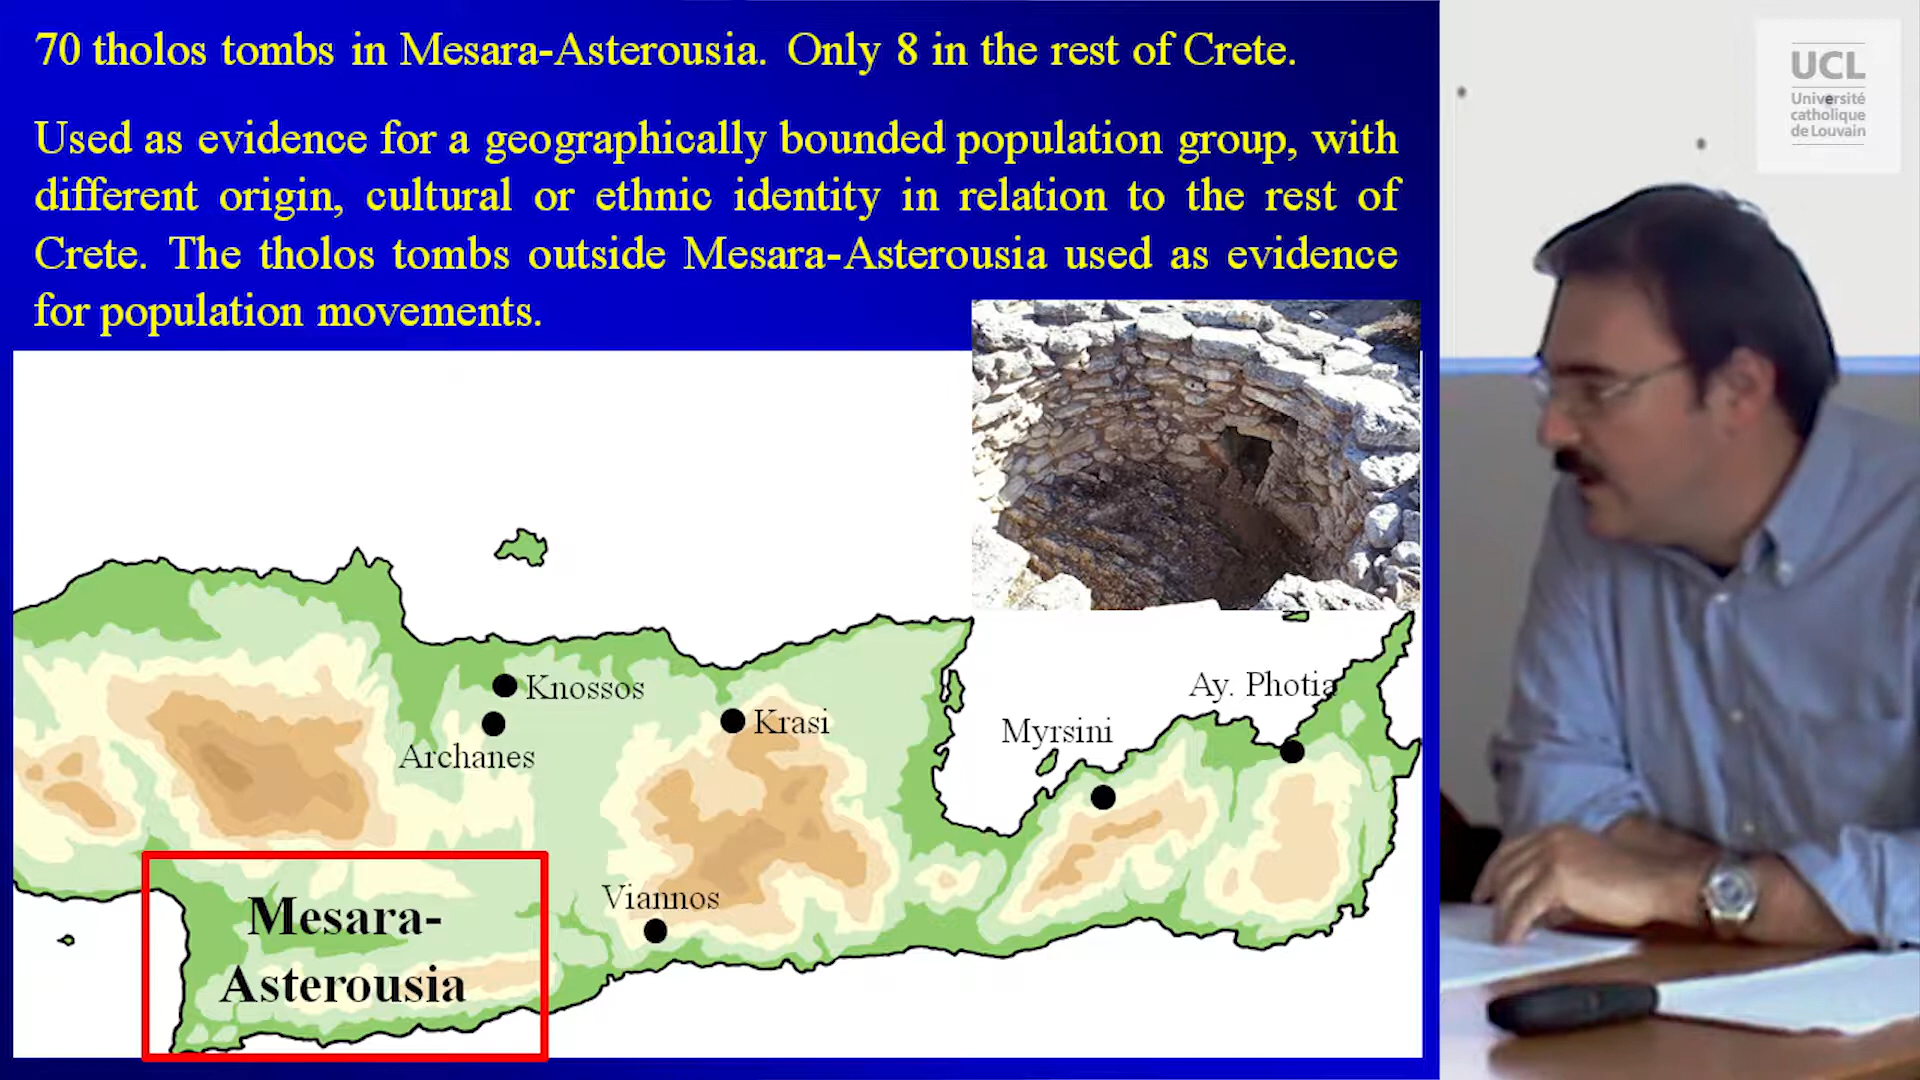 70 tholos tombs in Mesara-Asterousia. Only 8 in the rest of Crete.
Used as evidence for a geographically bounded population group, with
different origin, cultural or ethnic identity in relation to the rest of
Crete. The tholos tombs outside Mesara-Asterousia used as evidence
for population movements.
UCL
Université
catholique
de Louvain
Knossos
Archanes
Krasi
Myrsini
Ay. Photia
Viannos
Mesara-
Asterousia